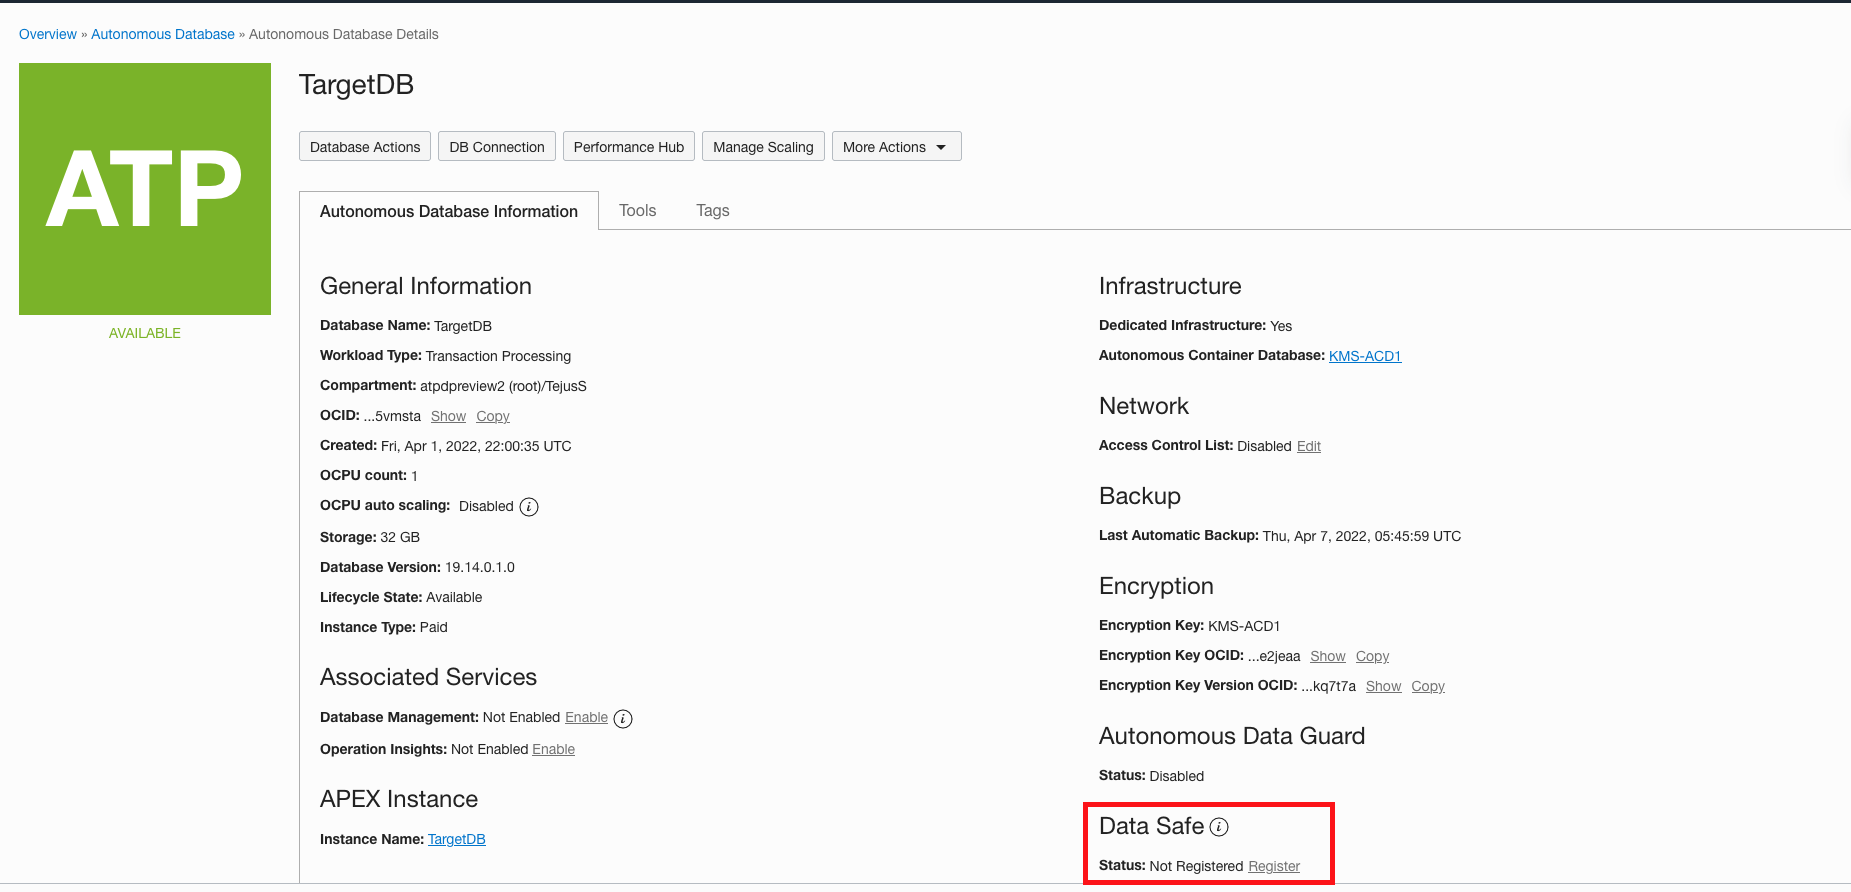 Overview » Autonomous Database » Autonomous Database Details
ATP
AVAILABLE
TargetDB
Database Actions
DB Connection
Performance Hub
Manage Scaling
More Actions
Autonomous Database Information
Tools
Tags
General Information
Database Name: TargetDB
Workload Type: Transaction Processing
Compartment: atpdpreview2 (root)/TejusS
OCID: ...5vmsta Show Copy
Created: Fri, Apr 1, 2022, 22:00:35 UTC
OCPU count: 1
OCPU auto scaling: Disabled i
Storage: 32 GB
Database Version: 19.14.0.1.0
Lifecycle State: Available
Instance Type: Paid
Associated Services
Database Management: Not Enabled Enable i
Operation Insights: Not Enabled Enable
APEX Instance
Instance Name: TargetDB
Infrastructure
Dedicated Infrastructure: Yes
Autonomous Container Database: KMS-ACD1
Network
Access Control List: Disabled Edit
Backup
Last Automatic Backup: Thu, Apr 7, 2022, 05:45:59 UTC
Encryption
Encryption Key: KMS-ACD1
Encryption Key OCID: ...e2jeaa Show Copy
Encryption Key Version OCID: ...kq7t7a Show Copy
Autonomous Data Guard
Status: Disabled
Data Safe i
Status: Not Registered Register